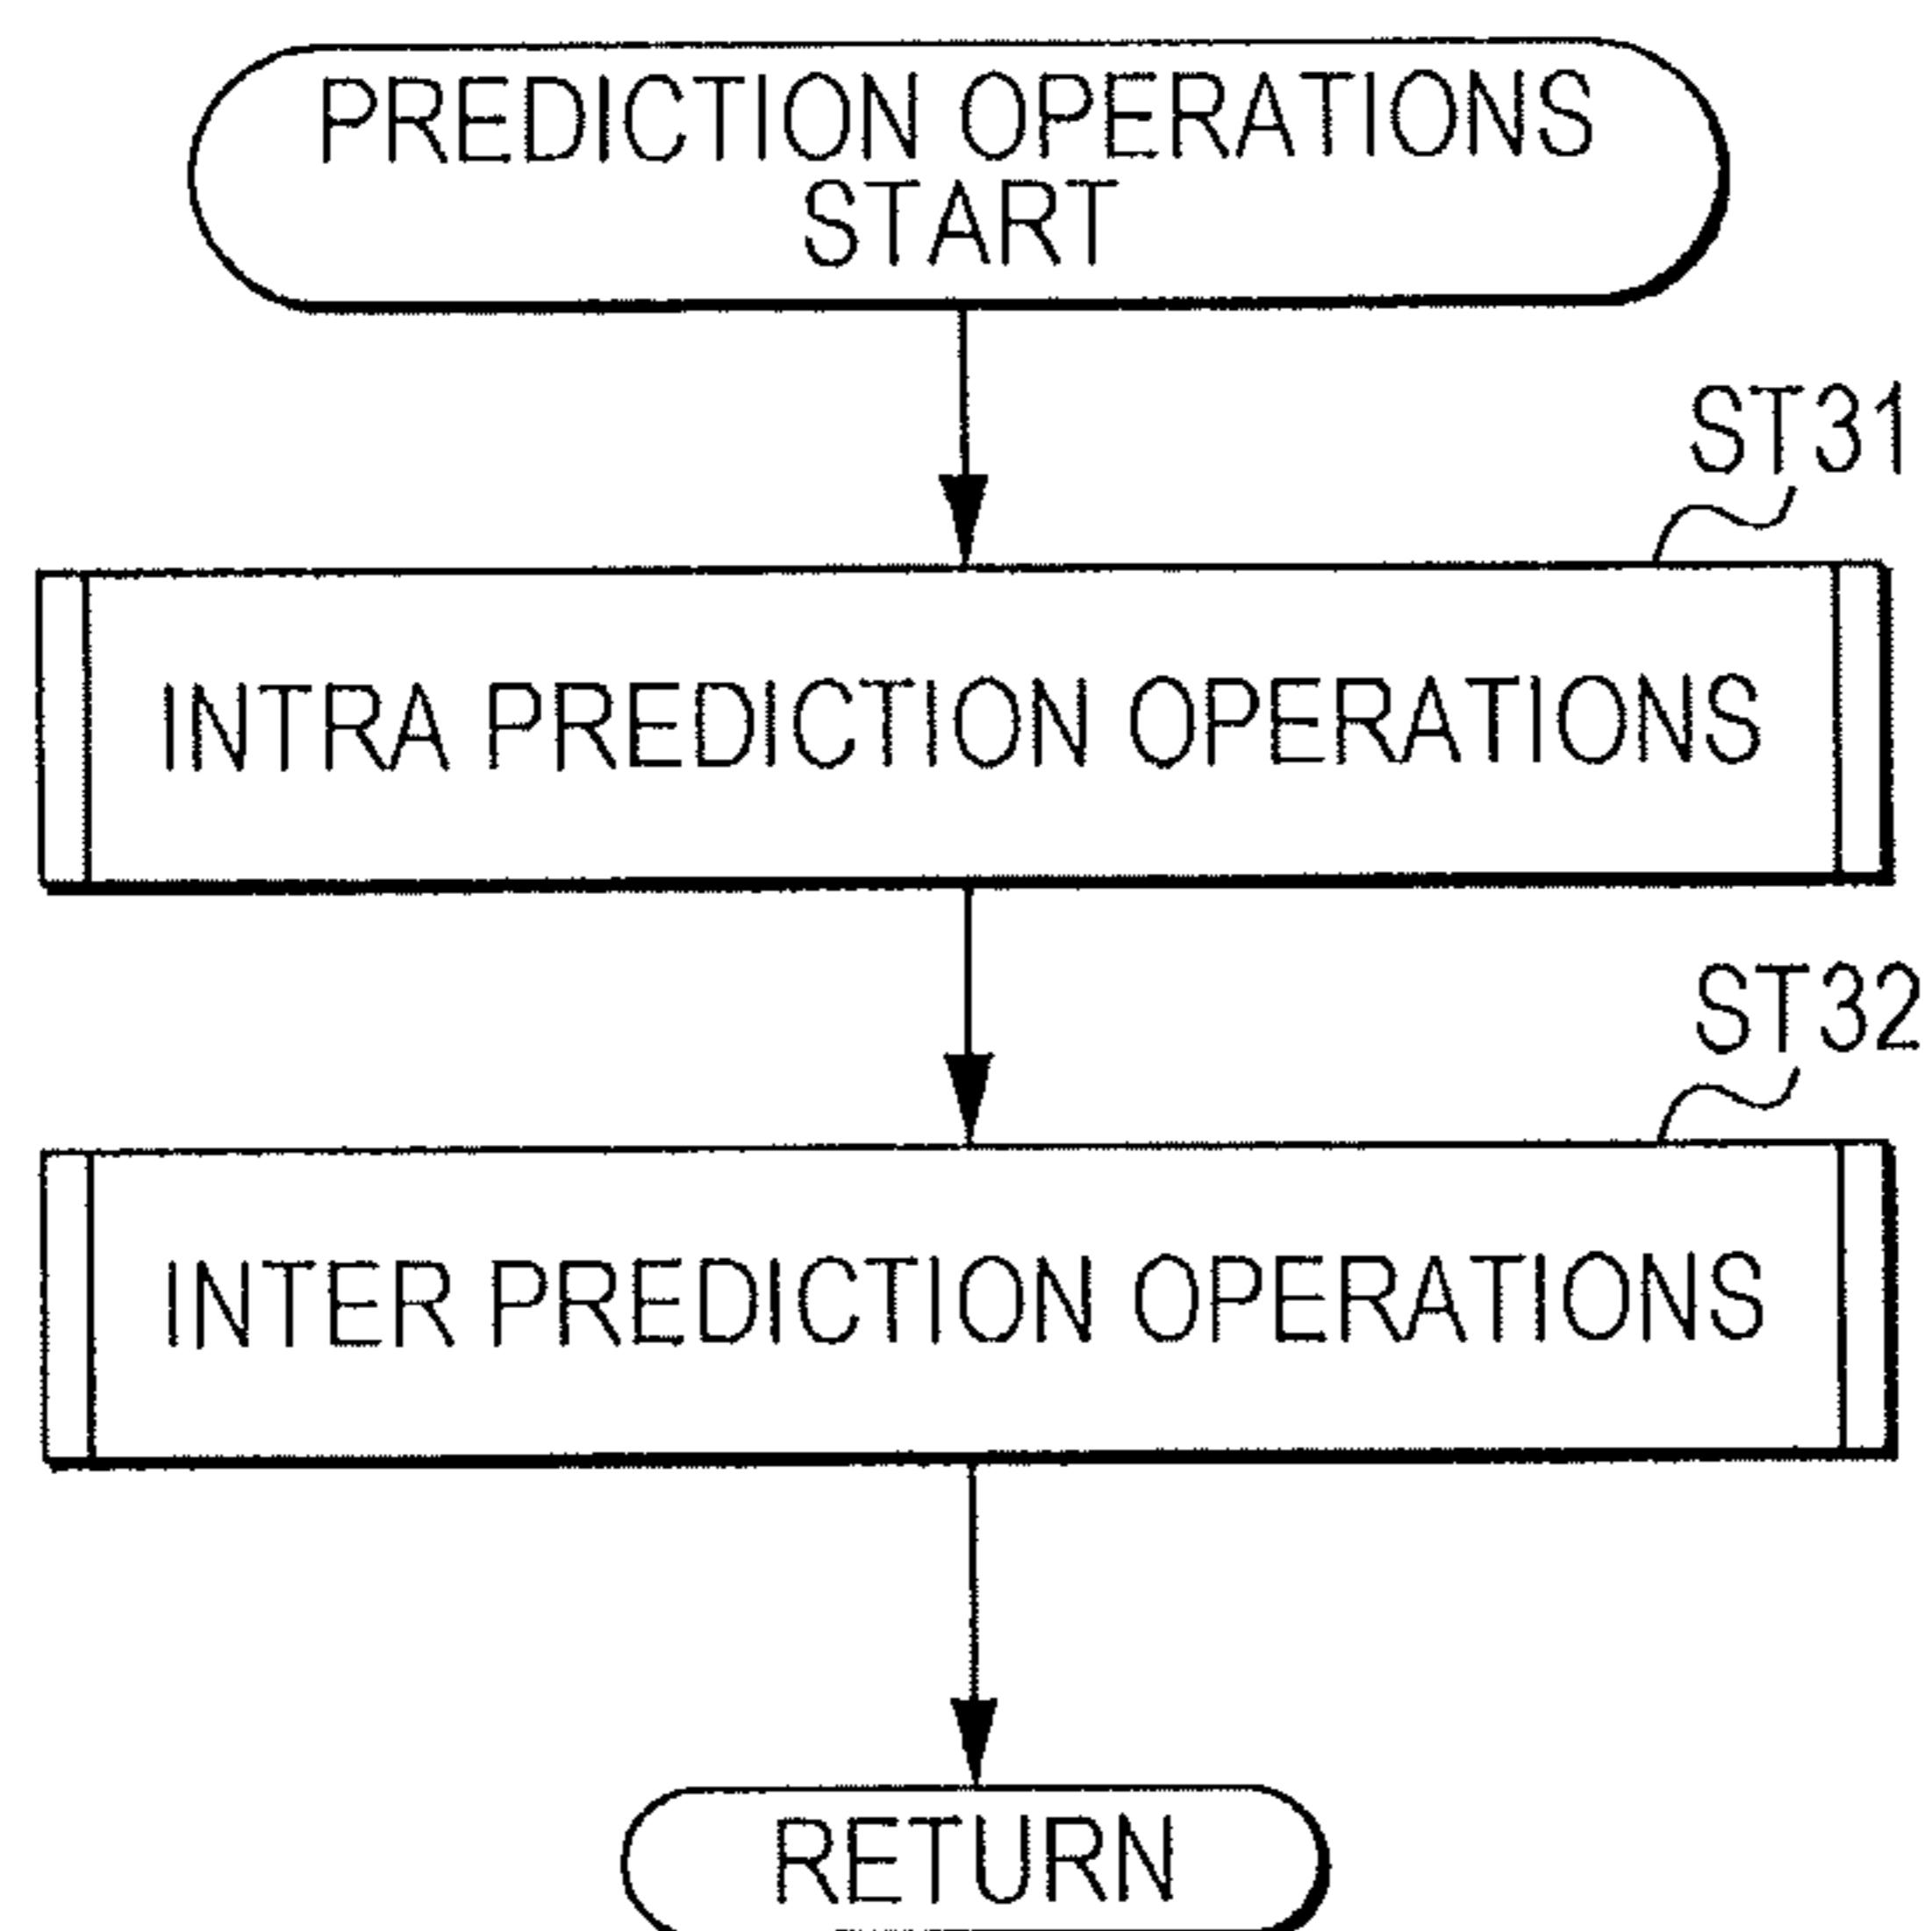 PREDICTION OPERATIONS
START
ST31
INTRA PREDICTION OPERATIONS
ST32
INTER PREDICTION OPERATIONS
RETURN